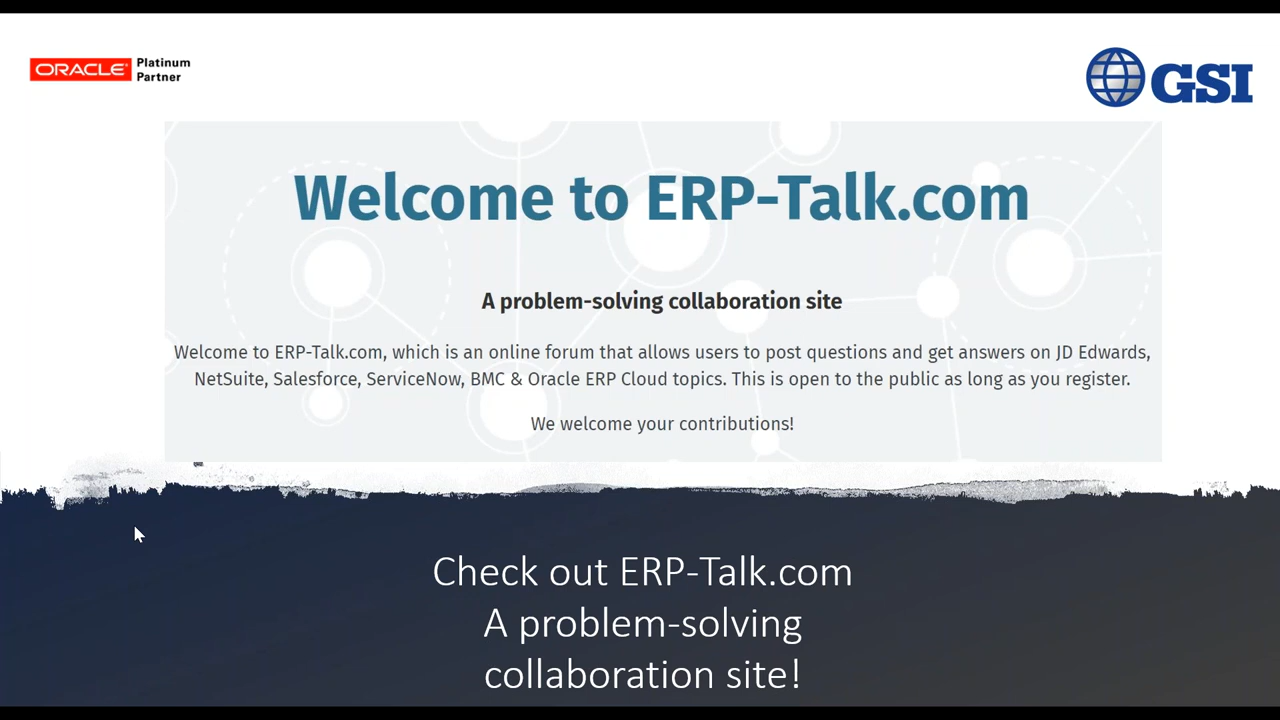 ORACLE Platinum
Partner
GSI
Welcome to ERP-Talk.com
A problem-solving collaboration site
Welcome to ERP-Talk.com, which is an online forum that allows users to post questions and get answers on JD Edwards,
NetSuite, Salesforce, ServiceNow, BMC & Oracle ERP Cloud topics. This is open to the public as long as you register.
We welcome your contributions!
Check out ERP-Talk.com
A problem-solving
collaboration site!